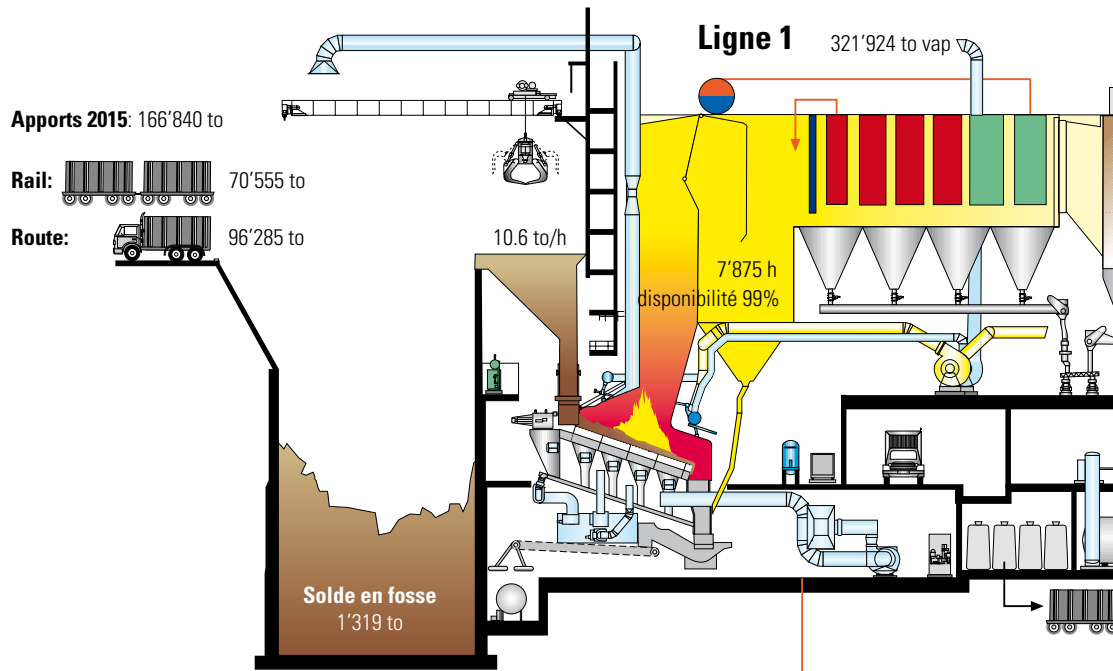 Ligne 1
321’924 to vap
Apports 2015: 166’840 to
Rail: 70’555 to
Route: 96’285 to
10.6 to/h
7’875 h
disponibilité 99%
Solde en fosse
1’319 to